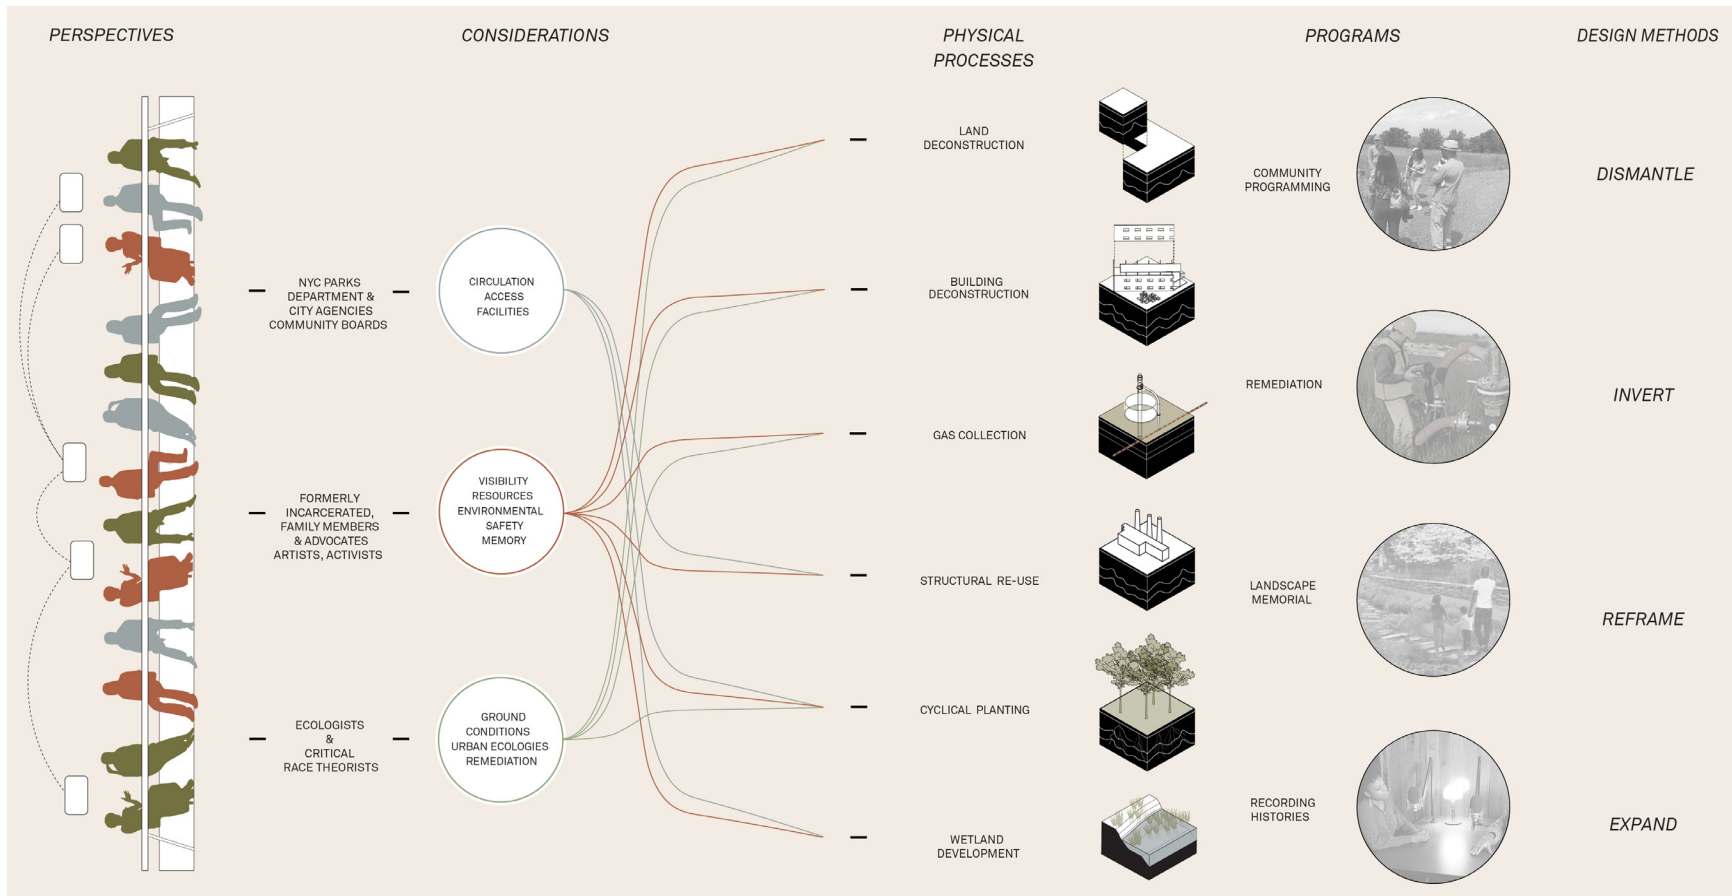 PERSPECTIVES
CONSIDERATIONS
PHYSICAL
PROCESSES
PROGRAMS
DESIGN METHODS
NYC PARKS
DEPARTMENT &
CITY AGENCIES
COMMUNITY BOARDS
FORMERLY
INCARCERATED,
FAMILY MEMBERS
& ADVOCATES
ARTISTS, ACTIVISTS
ECOLOGISTS
&
CRITICAL
RACE THEORISTS
CIRCULATION
ACCESS
FACILITIES
VISIBILITY
RESOURCES
ENVIRONMENTAL
SAFETY
MEMORY
GROUND
CONDITIONS
URBAN ECOLOGIES
REMEDIATION
LAND
DECONSTRUCTION
BUILDING
DECONSTRUCTION
GAS COLLECTION
STRUCTURAL RE-USE
CYCLICAL PLANTING
WETLAND
DEVELOPMENT
COMMUNITY
PROGRAMMING
REMEDIATION
LANDSCAPE
MEMORIAL
RECORDING
HISTORIES
DISMANTLE
INVERT
REFRAME
EXPAND